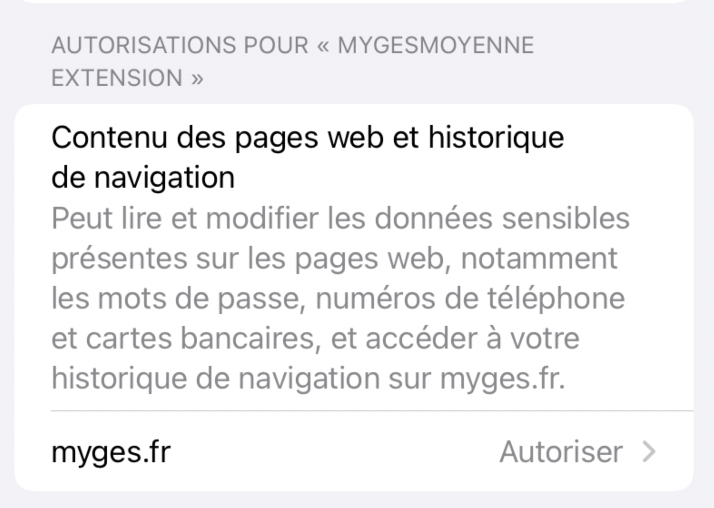 AUTORISATIONS POUR « MYGESMOYENNE
EXTENSION »
Contenu des pages web et historique
de navigation
Peut lire et modifier les données sensibles
présentes sur les pages web, notamment
les mots de passe, numéros de téléphone
et cartes bancaires, et accéder à votre
historique de navigation sur myges.fr.
myges.fr Autoriser